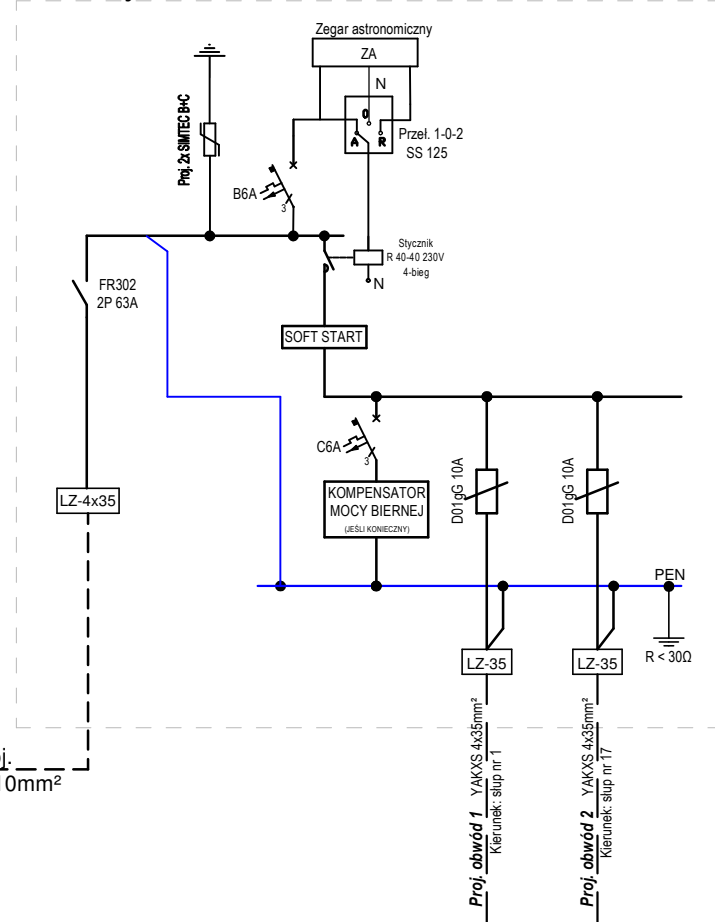 Zegar astronomiczny
ZA
N
0
A R
Przeł. 1-0-2
SS 125
Proj. 2x SIMTEC B+C
B6A
3
Stycznik
R 40-40 230V
4-bieg
N
FR302
2P 63A
SOFT START
C6A
3
KOMPENSATOR
MOCY BIERNEJ
(JEŚLI KONIECZNY)
D01gG 10A
D01gG 10A
LZ-4x35
PEN
R < 30Ω
LZ-35
LZ-35
10mm²
Proj. obwód 1 YAKXS 4x35mm²
Kierunek: słup nr 1
Proj. obwód 2 YAKXS 4x35mm²
Kierunek: słup nr 17